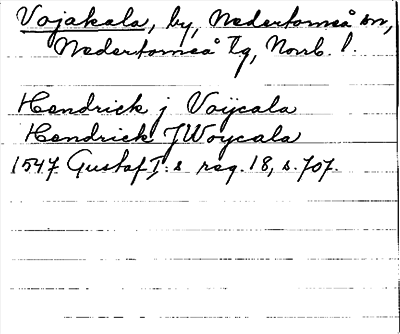 Vojakala, by, Nedertorneå sn,
Nedertorneå Tg, Norrb. l.
Hendrick j Voijcala
Hendrick J Woycala
1547 Gustaf I:s reg. 18, s. 707.